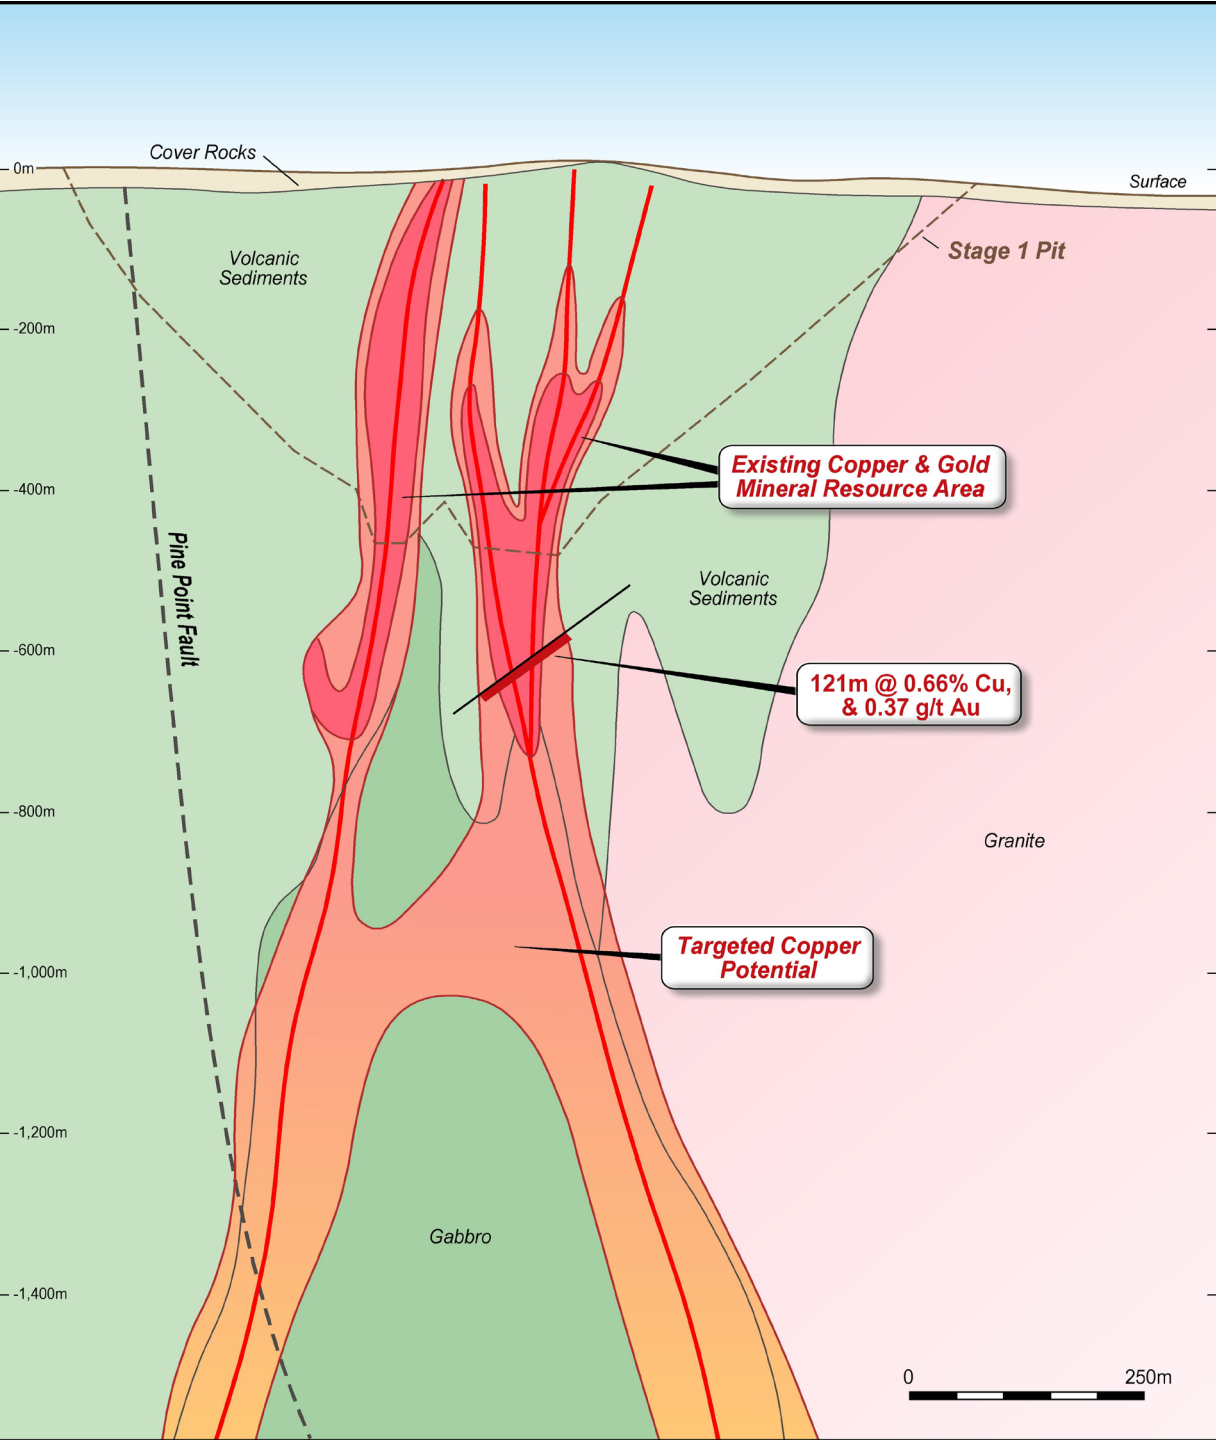 Cover Rocks
0m
Surface
Volcanic
Sediments
Stage 1 Pit
-200m
Existing Copper & Gold
Mineral Resource Area
-400m
Pine Point Fault
Volcanic
Sediments
-600m
121m @ 0.66% Cu,
& 0.37 g/t Au
-800m
Granite
Targeted Copper
Potential
-1,000m
-1,200m
Gabbro
-1,400m
0
250m